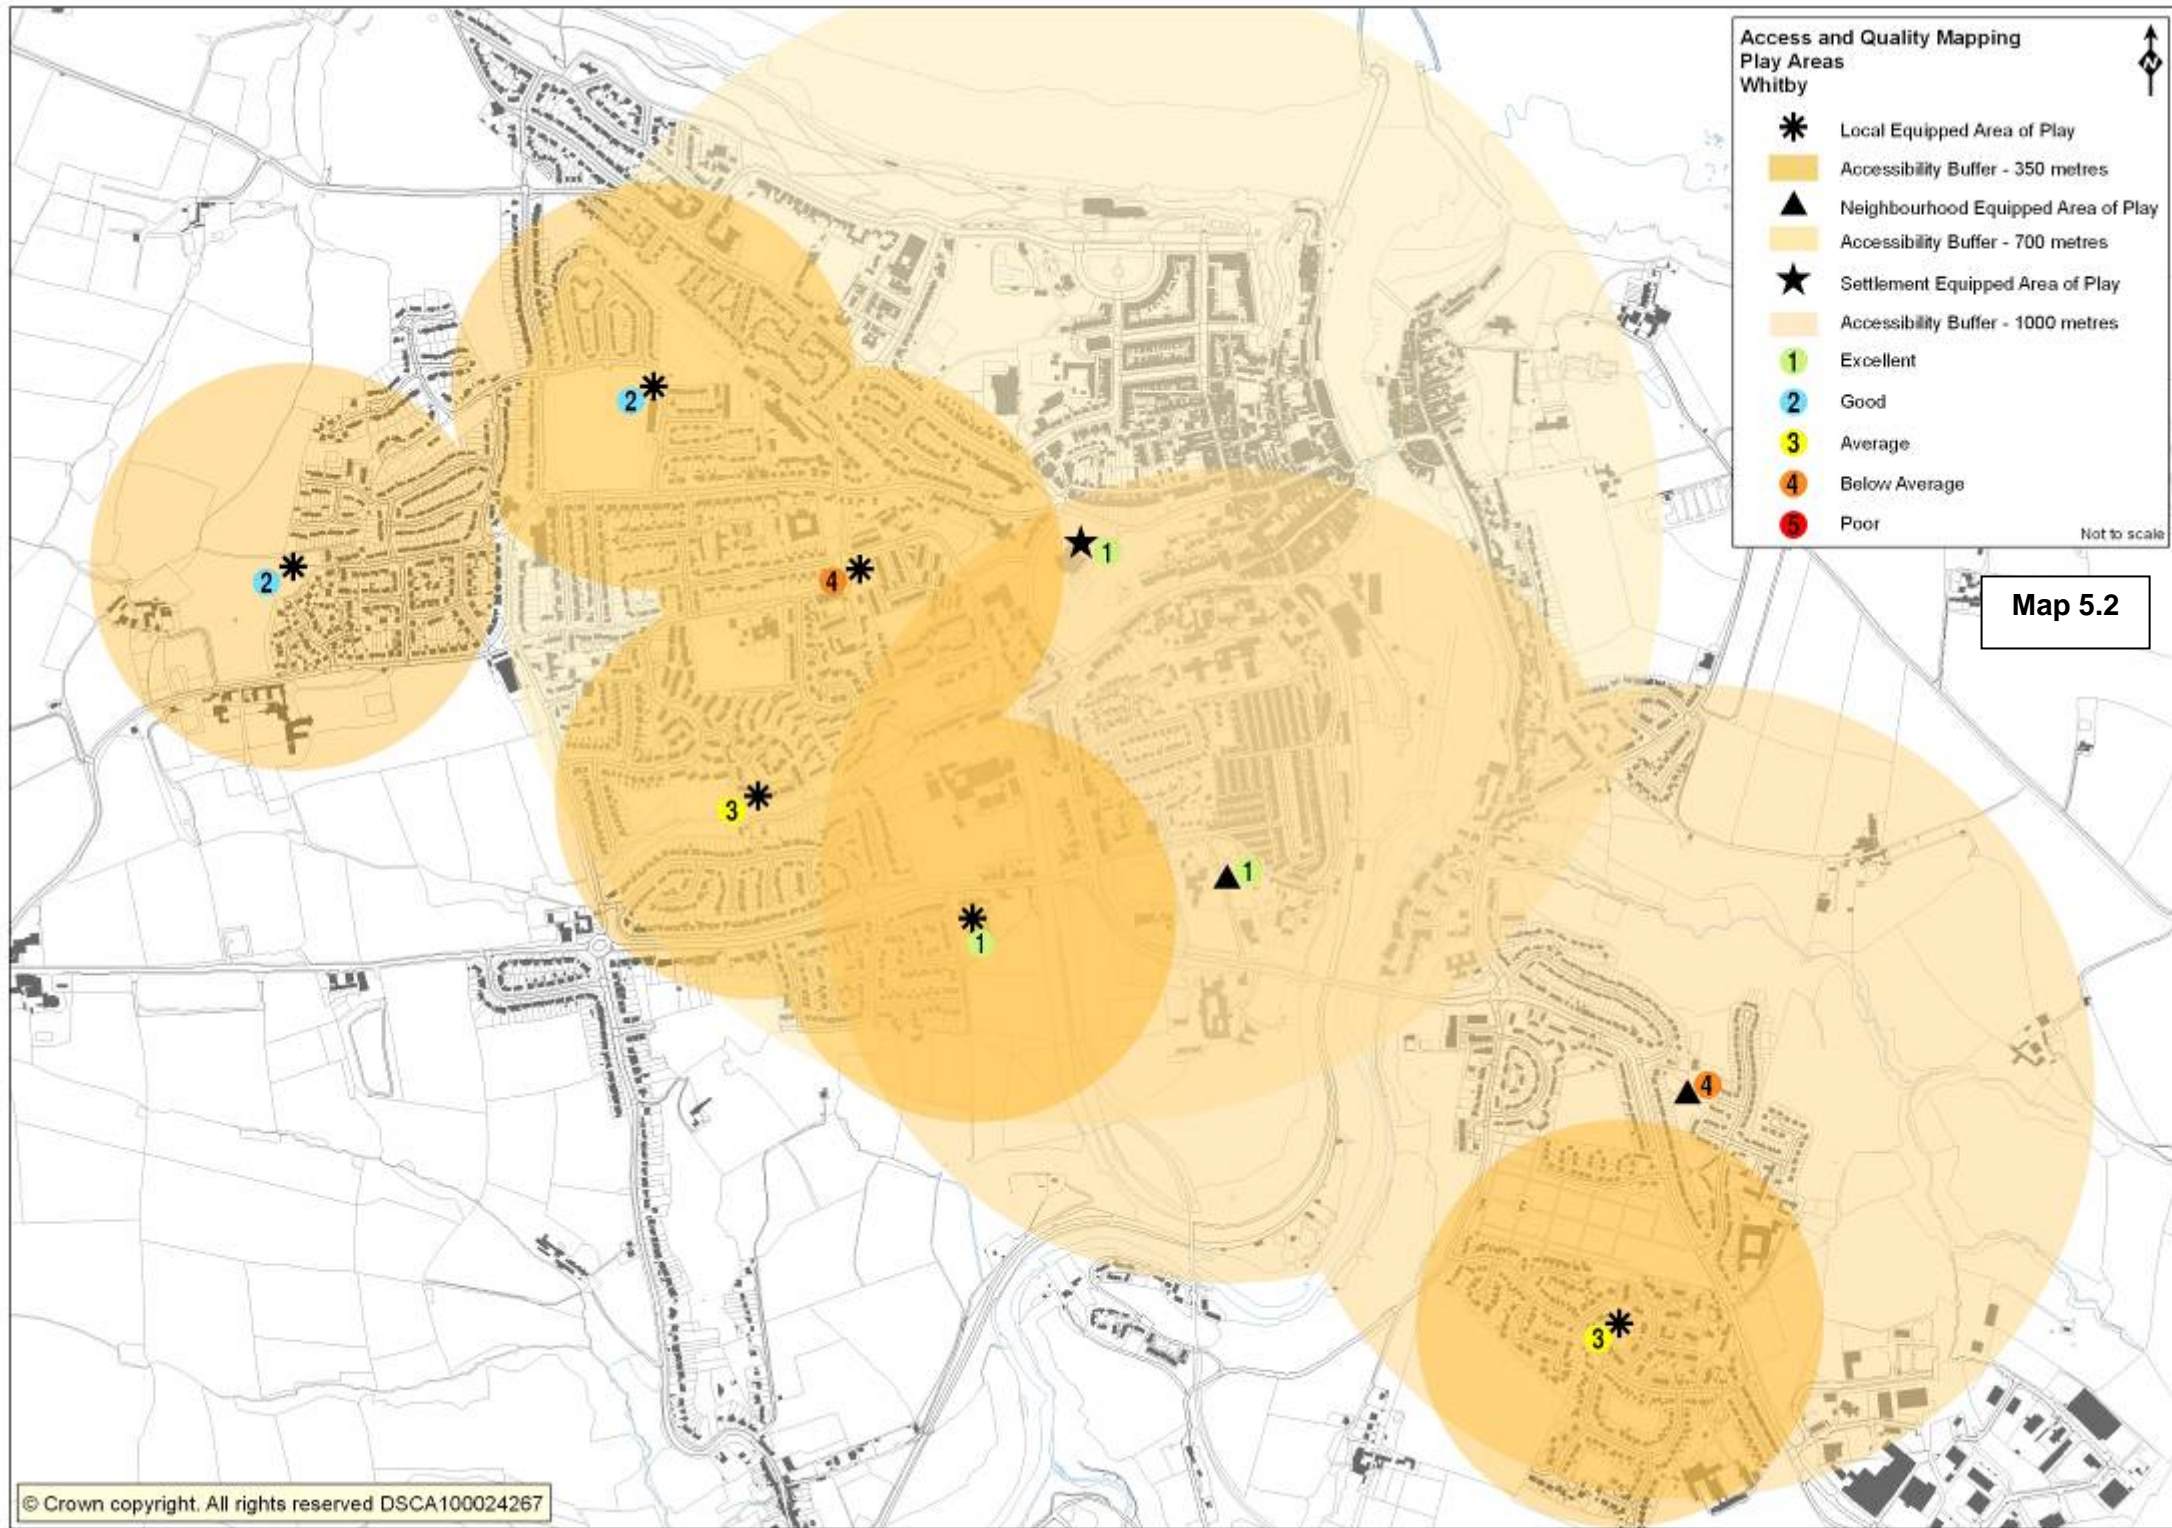 Access and Quality Mapping
Play Areas
Whitby
N
Local Equipped Area of Play
Accessibility Buffer - 350 metres
Neighbourhood Equipped Area of Play
Accessibility Buffer - 700 metres
Settlement Equipped Area of Play
Accessibility Buffer - 1000 metres
1 Excellent
2 Good
3 Average
4 Below Average
5 Poor
Not to scale
Map 5.2
2
2
4
1
3
1
1
4
3
© Crown copyright. All rights reserved DSCA100024267